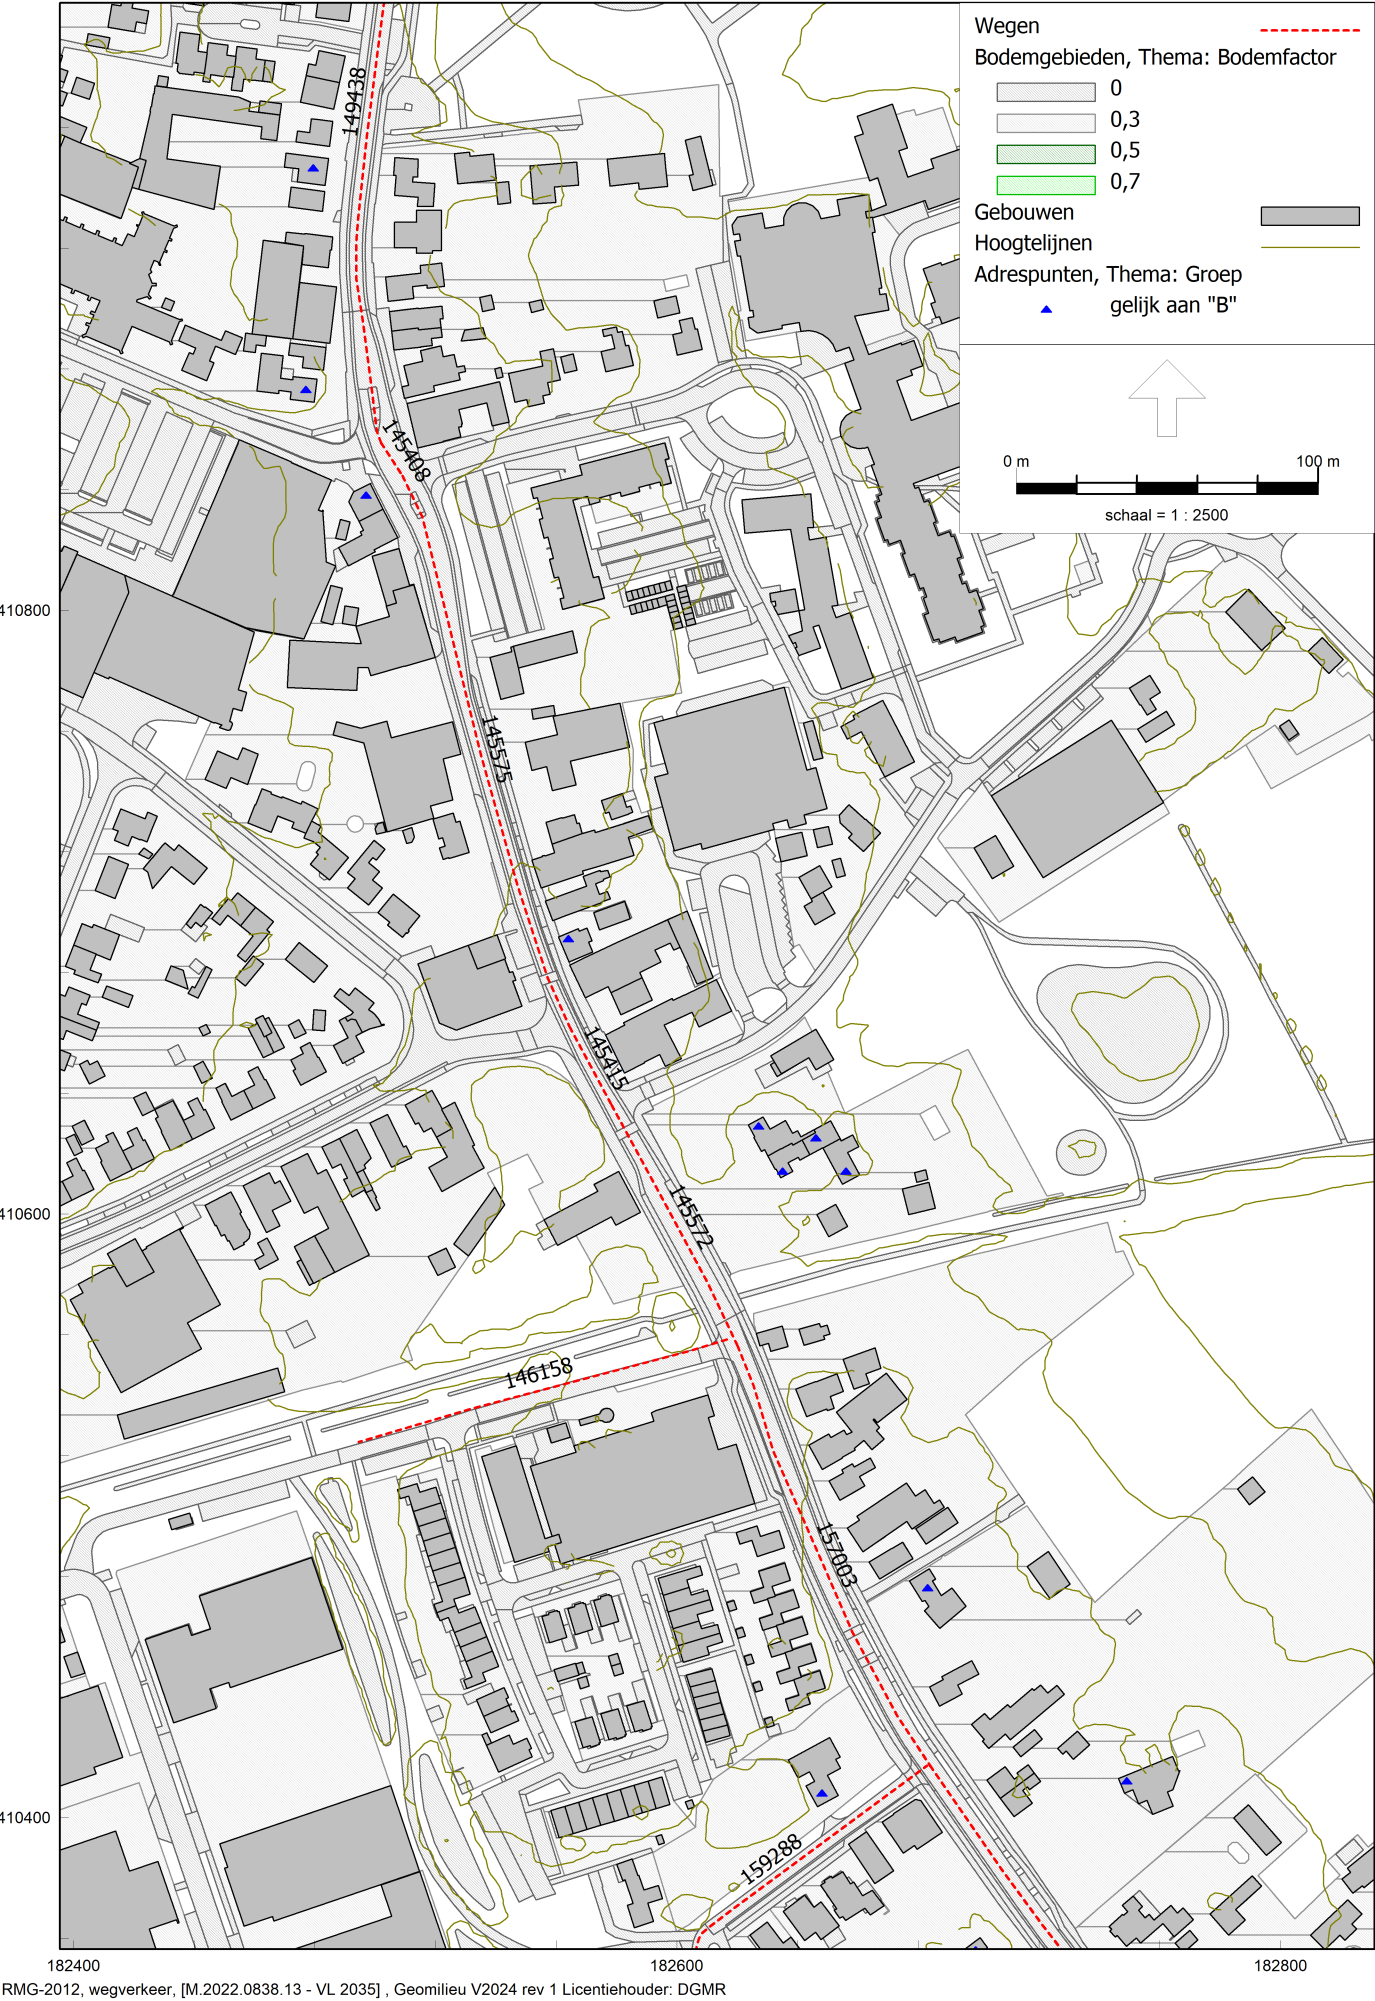 Wegen
Bodemgebieden, Thema: Bodemfactor
0
0,3
0,5
0,7
Gebouwen
Hoogtelijnen
Adrespunten, Thema: Groep
gelijk aan "B"
0 m 100 m
schaal = 1 : 2500
149438
145408
145575
145415
145572
146158
157003
159288
410800
410600
410400
182400 182600 182800
RMG-2012, wegverkeer, [M.2022.0838.13 - VL 2035] , Geomilieu V2024 rev 1 Licentiehouder: DGMR